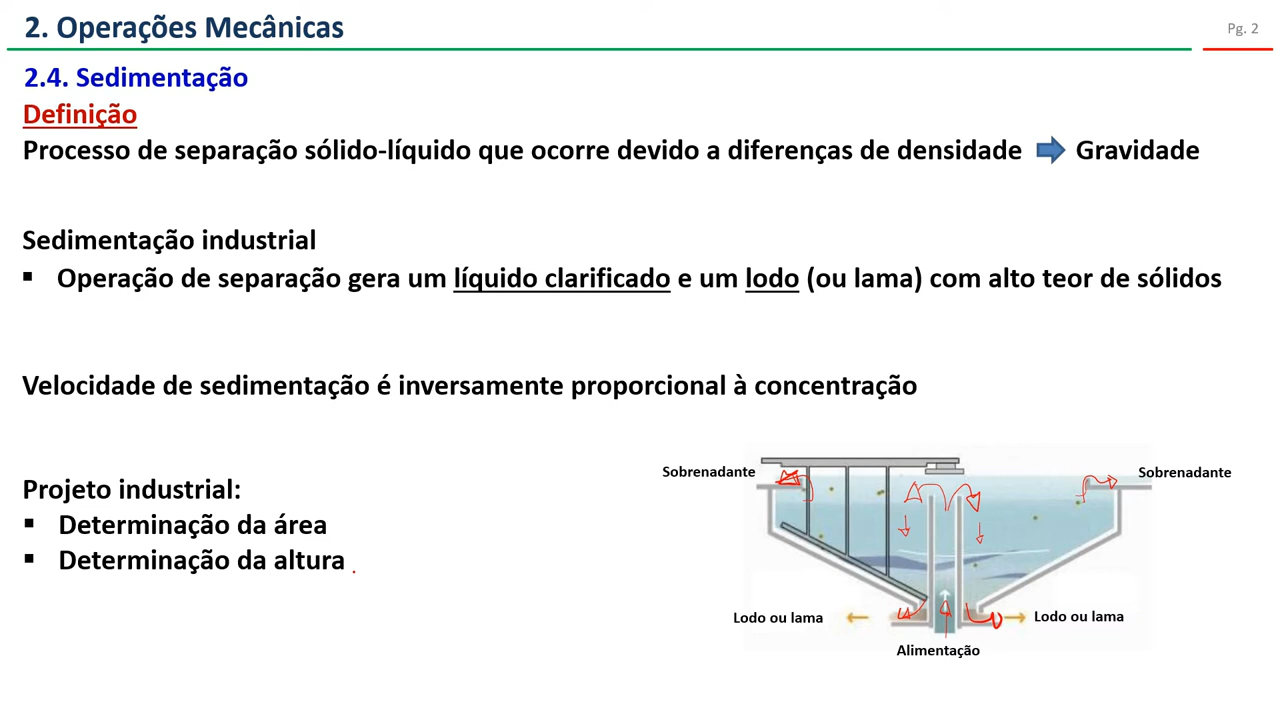 2. Operações Mecânicas
Pg. 2
2.4. Sedimentação
Definição
Processo de separação sólido-líquido que ocorre devido a diferenças de densidade Gravidade
Sedimentação industrial
▪ Operação de separação gera um líquido clarificado e um lodo (ou lama) com alto teor de sólidos
Velocidade de sedimentação é inversamente proporcional à concentração
Projeto industrial:
▪ Determinação da área
▪ Determinação da altura
Sobrenadante
Sobrenadante
Lodo ou lama
Lodo ou lama
Alimentação